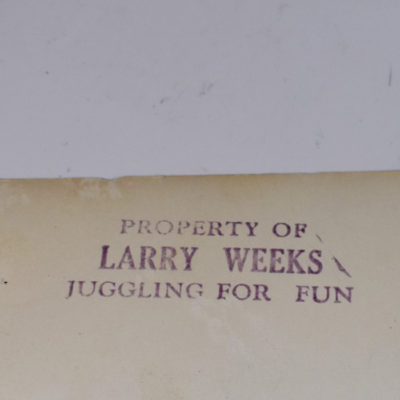 PROPERTY OF
LARRY WEEKS
JUGGLING FOR FUN